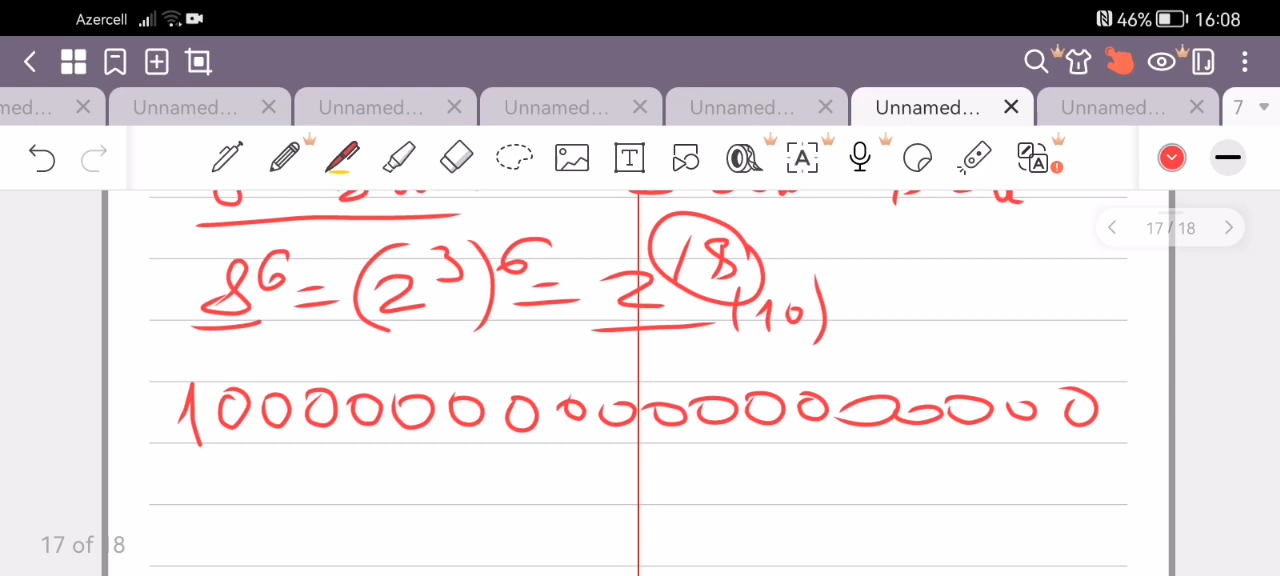 Azercell 46% 16:08
med... Unnamed... Unnamed... Unnamed... Unnamed... Unnamed... Unnamed... 7
17 / 18
8⁶ = (2³)⁶ = 2¹⁸(10)
1000000000000000000
17 of 18